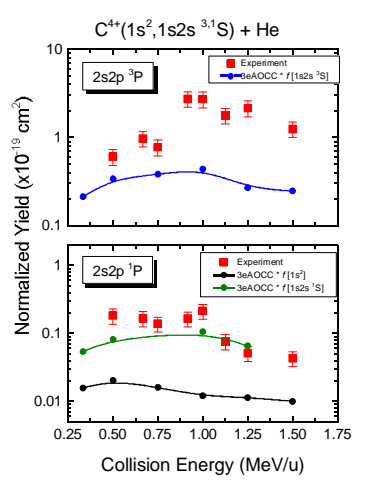 C⁴⁺(1s²,1s2s ³,¹S) + He
10
1
0.1
2s2p ³P
Experiment
3eAOCC * f [1s2s ³S]
Normalized Yield (x10⁻¹⁹ cm²)
1
0.1
0.01
2s2p ¹P
Experiment
3eAOCC * f [1s²]
3eAOCC * f [1s2s ¹S]
0.25 0.50 0.75 1.00 1.25 1.50 1.75
Collision Energy (MeV/u)